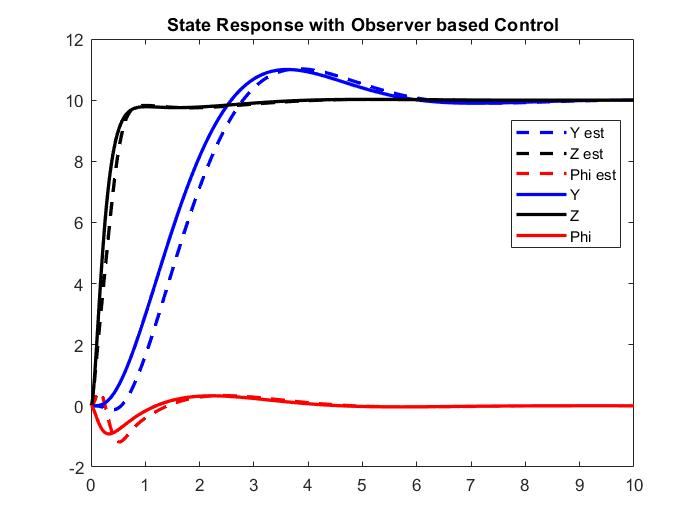 State Response with Observer based Control
12
10
8
6
4
2
0
-2
Y est
Z est
Phi est
Y
Z
Phi
0 1 2 3 4 5 6 7 8 9 10